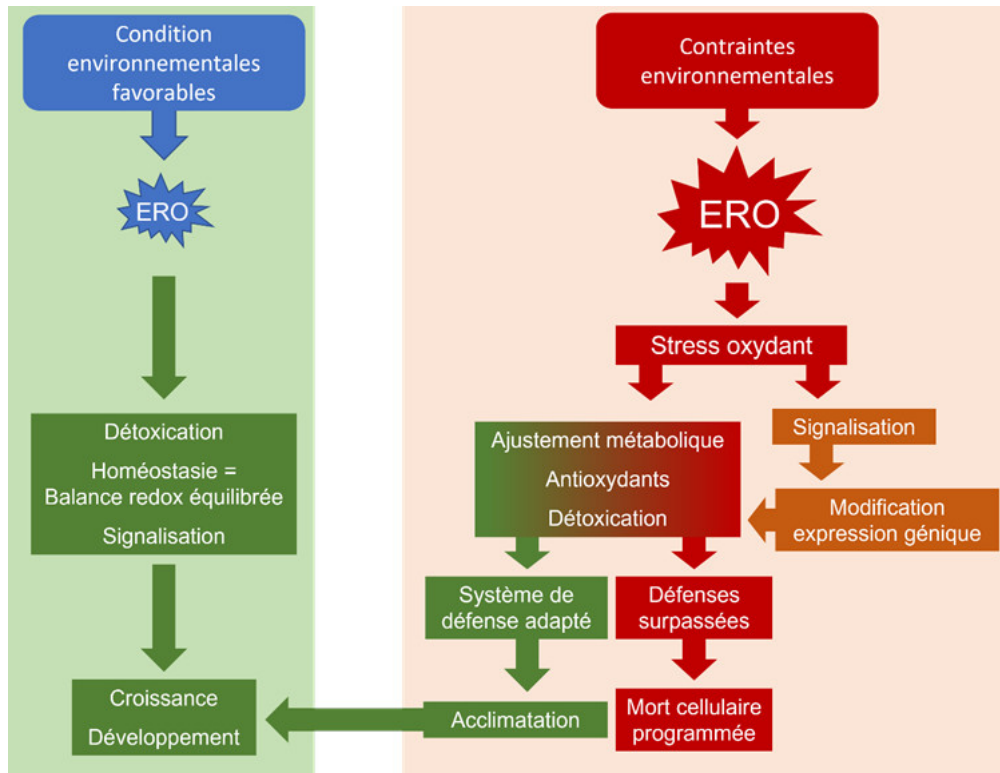 Condition
environnementales
favorables
ERO
Détoxication
Homéostasie =
Balance redox équilibrée
Signalisation
Croissance
Développement
Contraintes
environnementales
ERO
Stress oxydant
Ajustement métabolique
Antioxydants
Détoxication
Signalisation
Modification
expression génique
Système de
défense adapté
Défenses
surpassées
Acclimatation
Mort cellulaire
programmée